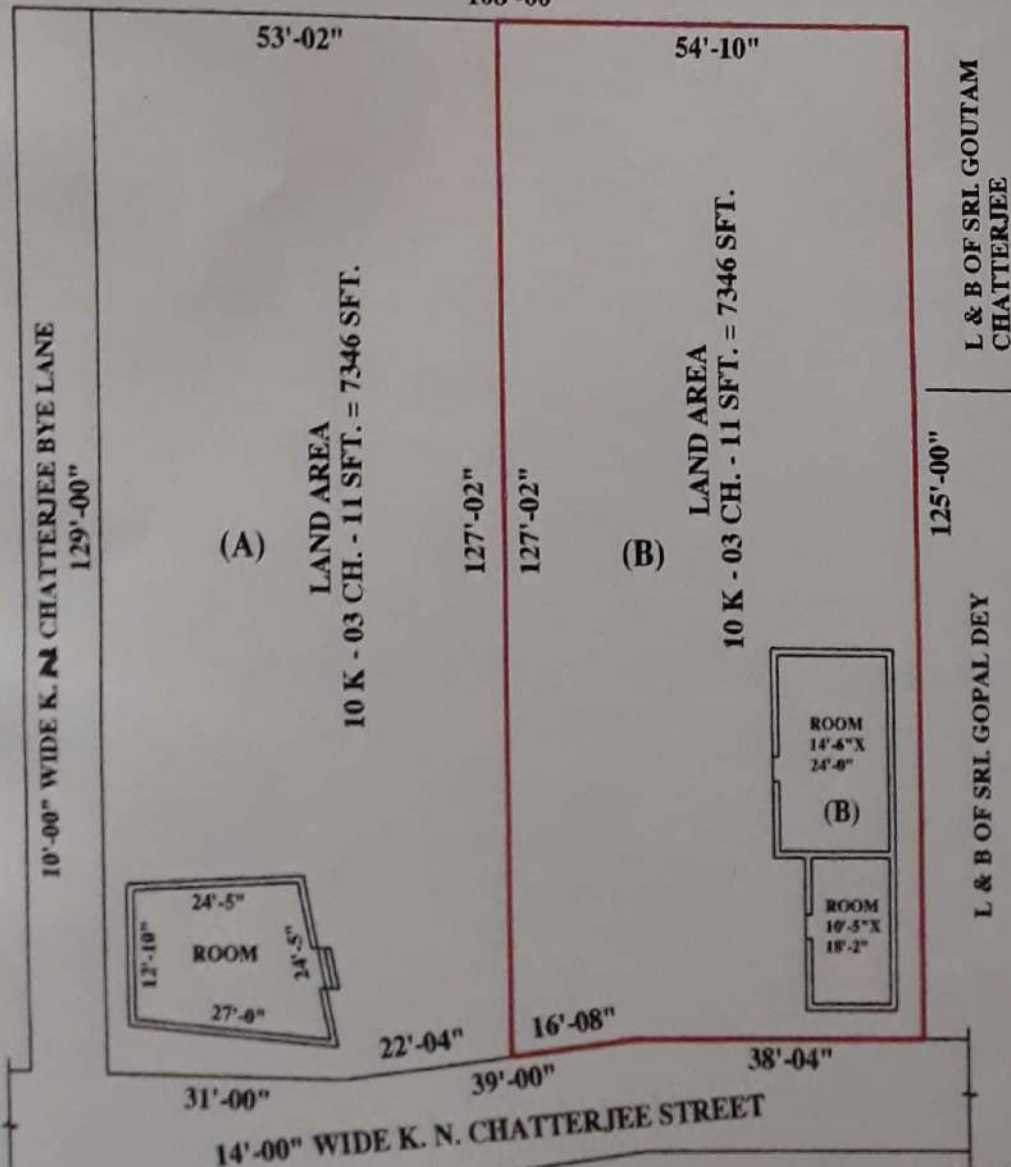 53'-02"
54'-10"
10'-00" WIDE K. N CHATTERJEE BYE LANE
129'-00"
(A)
LAND AREA
10 K - 03 CH. - 11 SFT. = 7346 SFT.
127'-02"
127'-02"
(B)
LAND AREA
10 K - 03 CH. - 11 SFT. = 7346 SFT.
125'-00"
L & B OF SRI. GOUTAM
CHATTERJEE
L & B OF SRI. GOPAL DEY
ROOM
14'-6"X
24'-0"
(B)
ROOM
10'-5"X
18'-2"
24'-5"
12'-10"
ROOM
24'-5"
27'-0"
22'-04"
16'-08"
31'-00"
39'-00"
38'-04"
14'-00" WIDE K. N. CHATTERJEE STREET